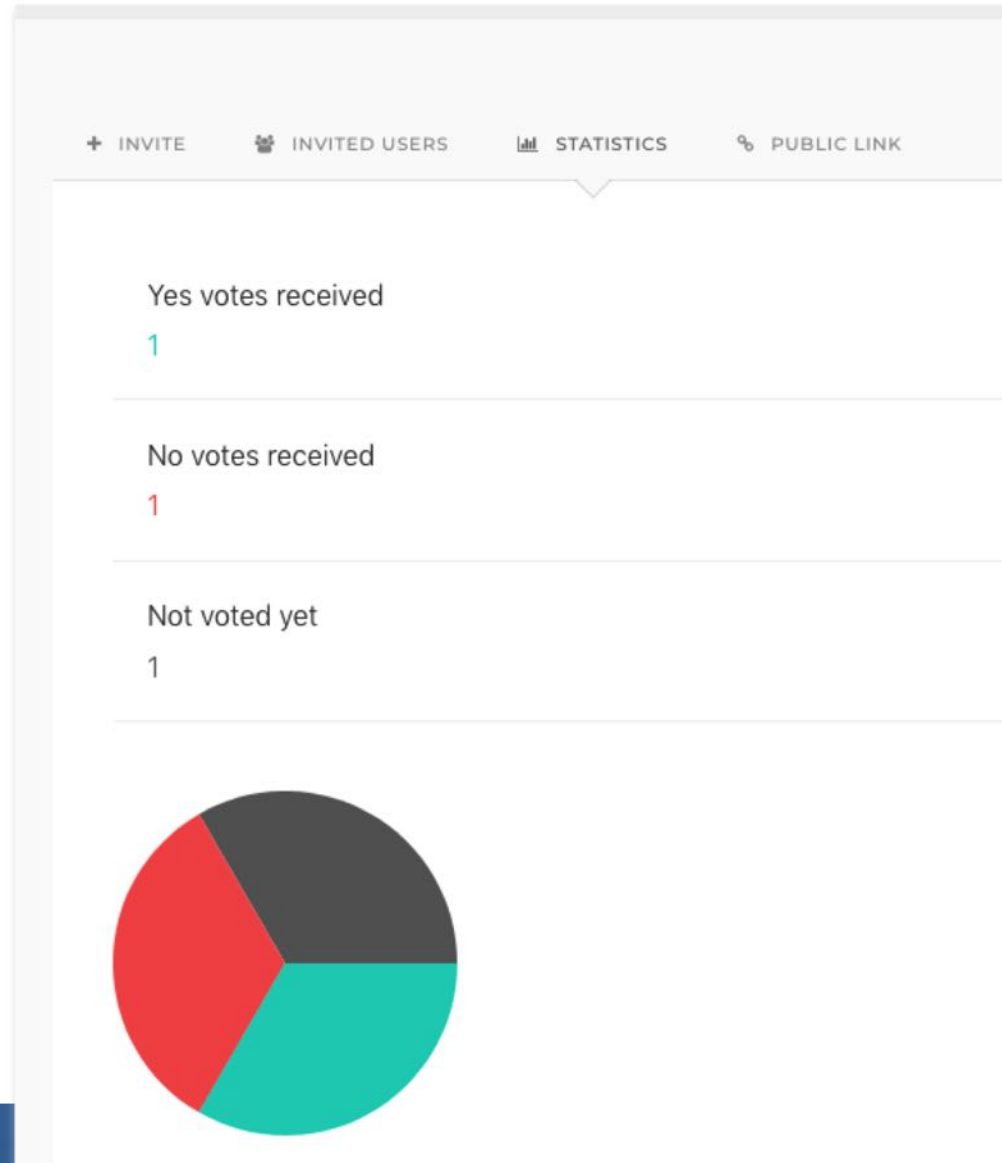 INVITE INVITED USERS STATISTICS PUBLIC LINK
Yes votes received
1
No votes received
1
Not voted yet
1